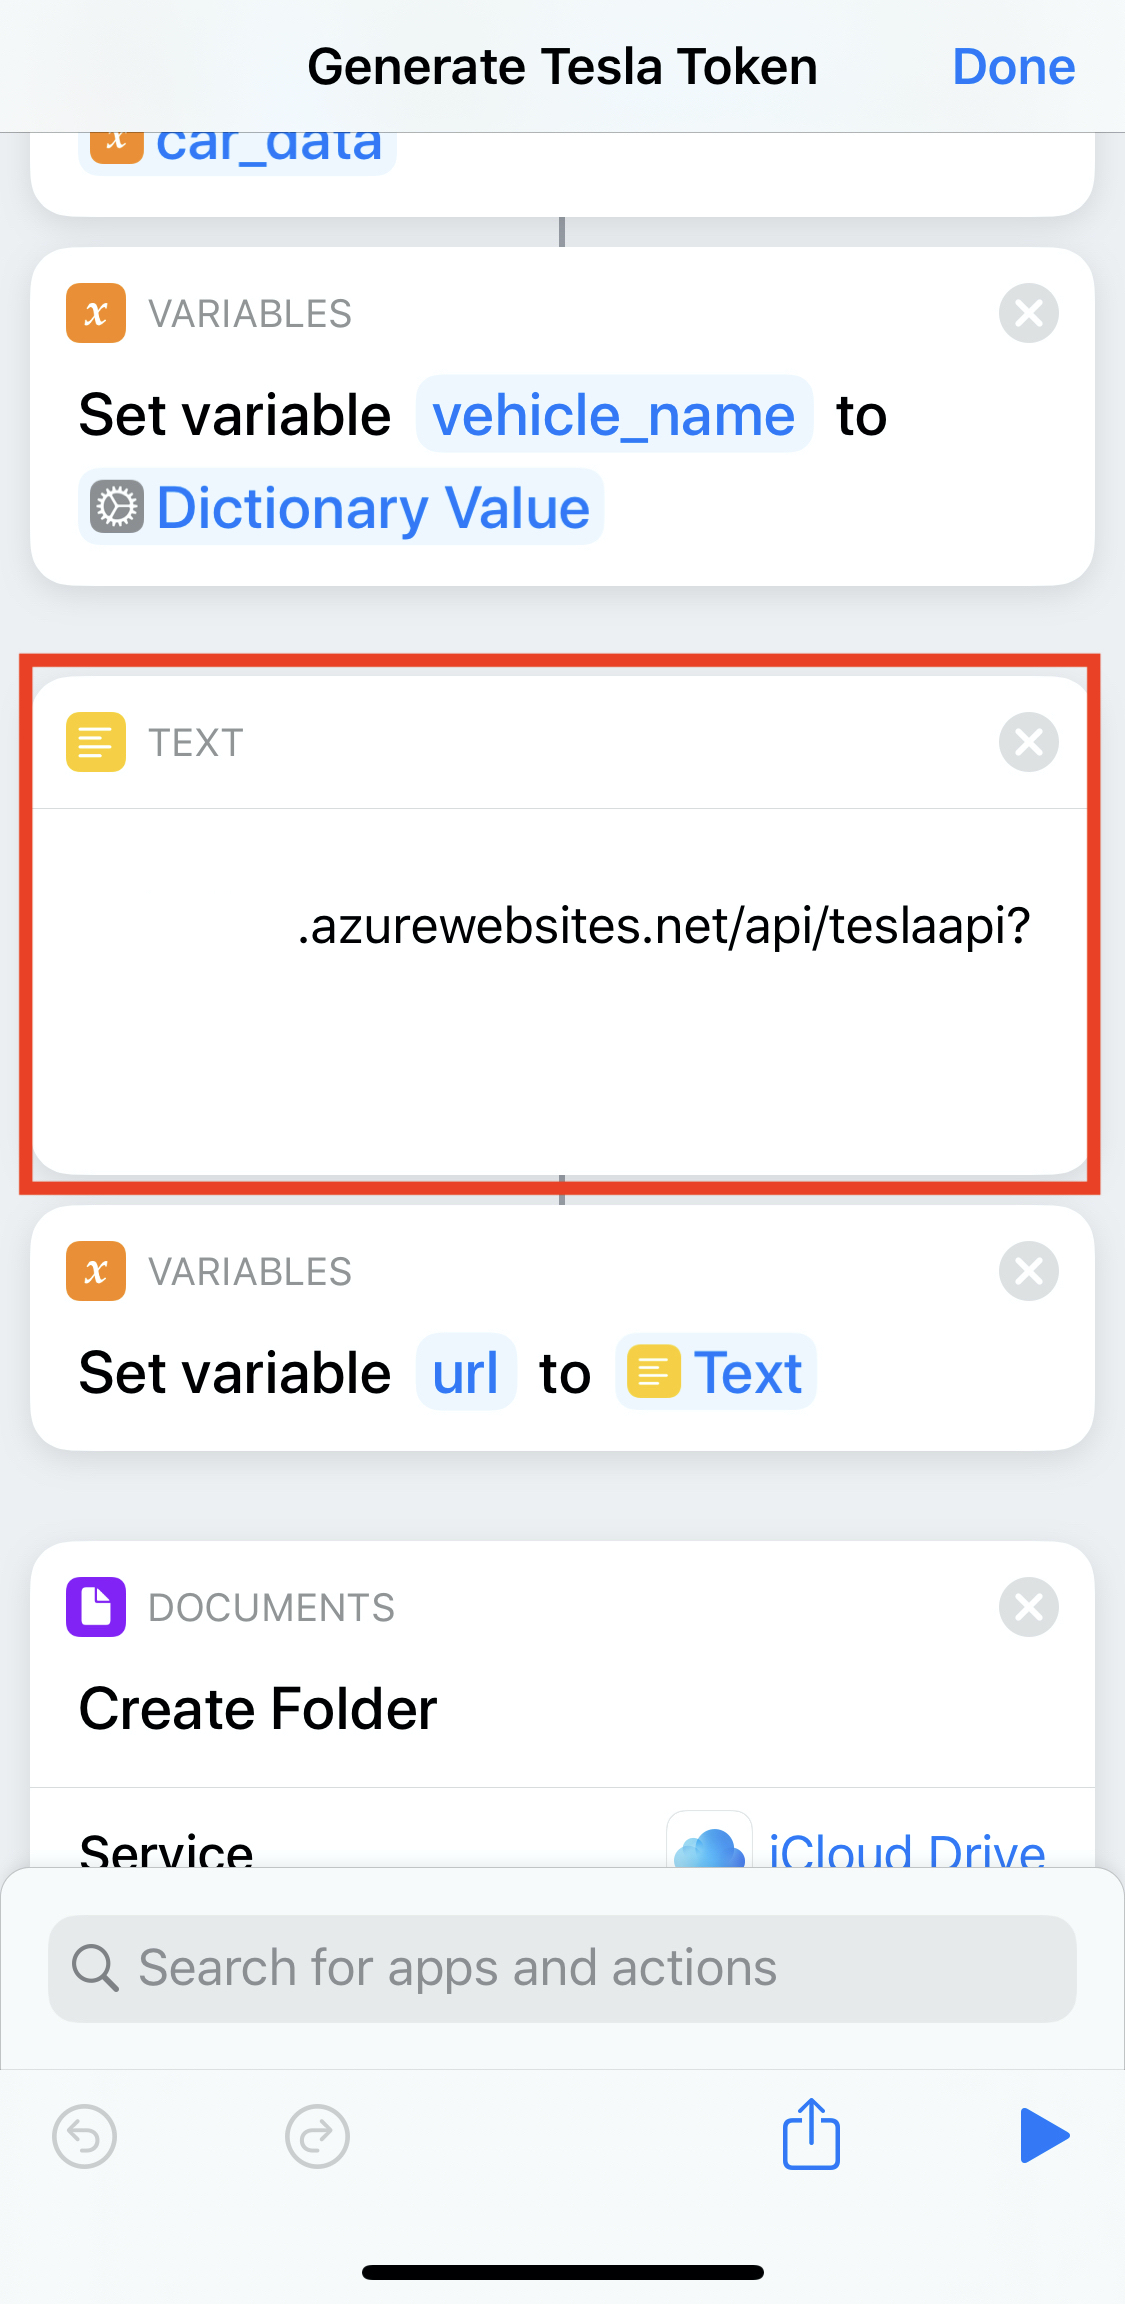 Generate Tesla Token
Done
car_data
VARIABLES
Set variable vehicle_name to
Dictionary Value
TEXT
.azurewebsites.net/api/teslaapi?
VARIABLES
Set variable url to Text
DOCUMENTS
Create Folder
Service iCloud Drive
Search for apps and actions